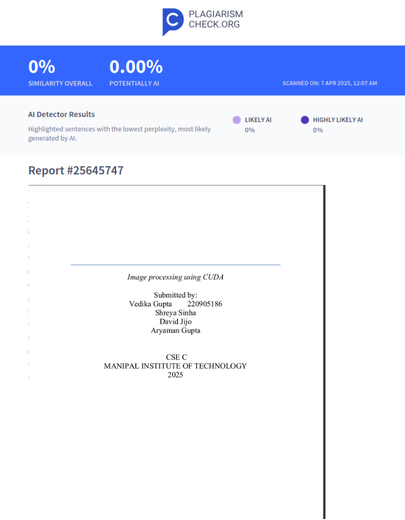 PLAGIARISM
CHECK.ORG
0% 0.00%
SIMILARITY OVERALL POTENTIALLY AI SCANNED ON: 7 APR 2025, 12:07 AM
AI Detector Results
Highlighted sentences with the lowest perplexity, most likely
generated by AI.
LIKELY AI
0%
HIGHLY LIKELY AI
0%
Report #25645747
Image processing using CUDA
Submitted by:
Vedika Gupta 220905186
Shreya Sinha
David Jijo
Aryaman Gupta
CSE C
MANIPAL INSTITUTE OF TECHNOLOGY
2025